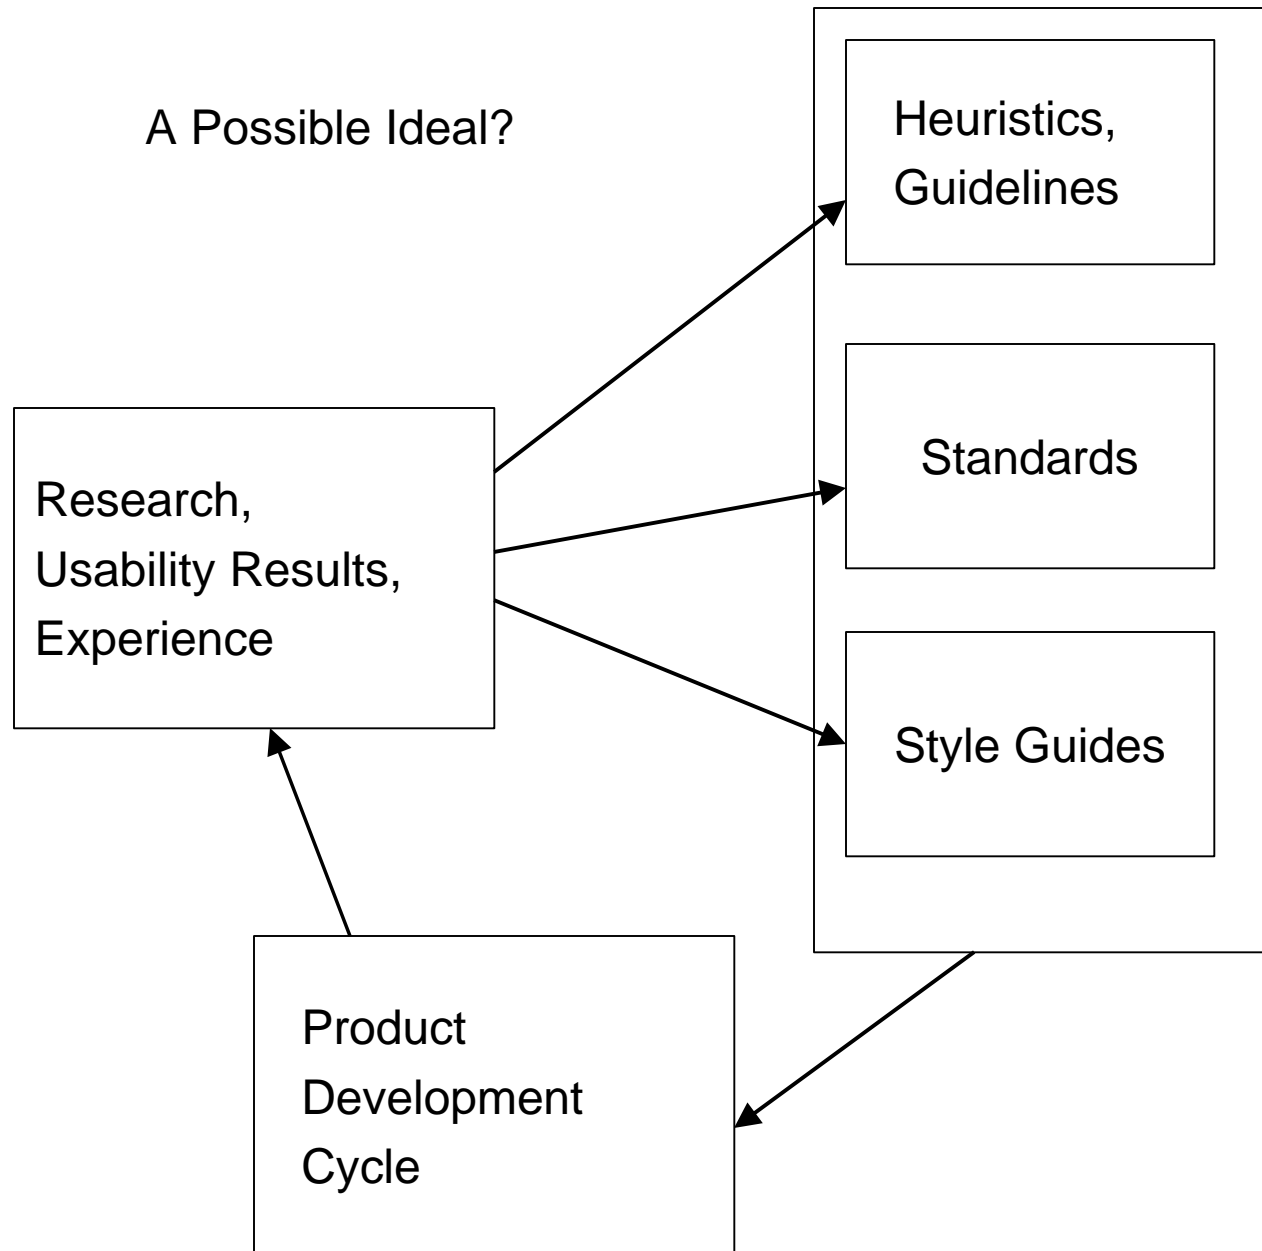 A Possible Ideal?
Heuristics,
Guidelines
Standards
Research,
Usability Results,
Experience
Style Guides
Product
Development
Cycle